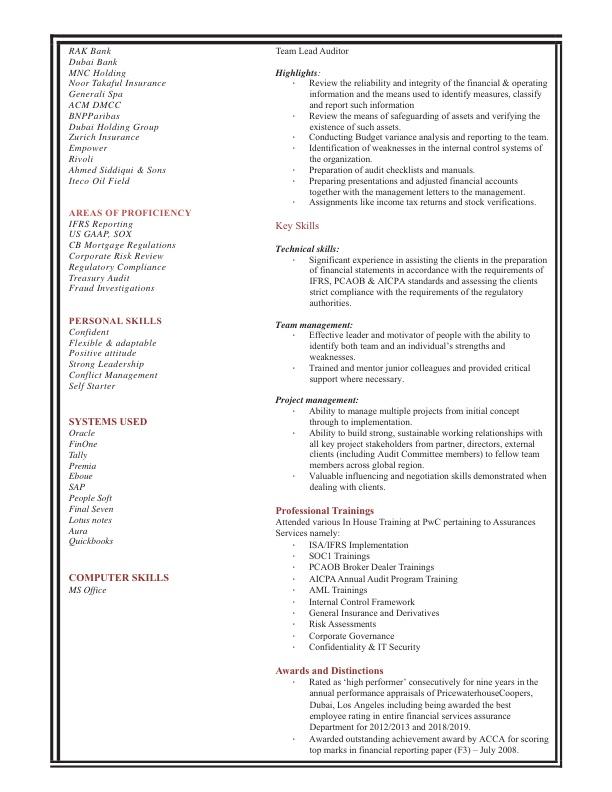 RAK Bank
Dubai Bank
MNC Holding
Noor Takaful Insurance
Generali Spa
ACM DMCC
BNPParibas
Dubai Holding Group
Zurich Insurance
Empower
Rivoli
Ahmed Siddiqui & Sons
Iteco Oil Field
AREAS OF PROFICIENCY
IFRS Reporting
US GAAP, SOX
CB Mortgage Regulations
Corporate Risk Review
Regulatory Compliance
Treasury Audit
Fraud Investigations
PERSONAL SKILLS
Confident
Flexible & adaptable
Positive attitude
Strong Leadership
Conflict Management
Self Starter
SYSTEMS USED
Oracle
FinOne
Tally
Premia
Eboue
SAP
People Soft
Final Seven
Lotus notes
Aura
Quickbooks
COMPUTER SKILLS
MS Office
Team Lead Auditor
Highlights:
· Review the reliability and integrity of the financial & operating
information and the means used to identify measures, classify
and report such information
· Review the means of safeguarding of assets and verifying the
existence of such assets.
· Conducting Budget variance analysis and reporting to the team.
· Identification of weaknesses in the internal control systems of
the organization.
· Preparation of audit checklists and manuals.
· Preparing presentations and adjusted financial accounts
together with the management letters to the management.
· Assignments like income tax returns and stock verifications.
Key Skills
Technical skills:
· Significant experience in assisting the clients in the preparation
of financial statements in accordance with the requirements of
IFRS, PCAOB & AICPA standards and assessing the clients
strict compliance with the requirements of the regulatory
authorities.
Team management:
· Effective leader and motivator of people with the ability to
identify both team and an individual's strengths and
weaknesses.
· Trained and mentor junior colleagues and provided critical
support where necessary.
Project management:
· Ability to manage multiple projects from initial concept
through to implementation.
· Ability to build strong, sustainable working relationships with
all key project stakeholders from partner, directors, external
clients (including Audit Committee members) to fellow team
members across global region.
· Valuable influencing and negotiation skills demonstrated when
dealing with clients.
Professional Trainings
Attended various In House Training at PwC pertaining to Assurances
Services namely:
· ISA/IFRS Implementation
· SOC1 Trainings
· PCAOB Broker Dealer Trainings
· AICPA Annual Audit Program Training
· AML Trainings
· Internal Control Framework
· General Insurance and Derivatives
· Risk Assessments
· Corporate Governance
· Confidentiality & IT Security
Awards and Distinctions
· Rated as 'high performer' consecutively for nine years in the
annual performance appraisals of PricewaterhouseCoopers,
Dubai, Los Angeles including being awarded the best
employee rating in entire financial services assurance
Department for 2012/2013 and 2018/2019.
· Awarded outstanding achievement award by ACCA for scoring
top marks in financial reporting paper (F3) – July 2008.